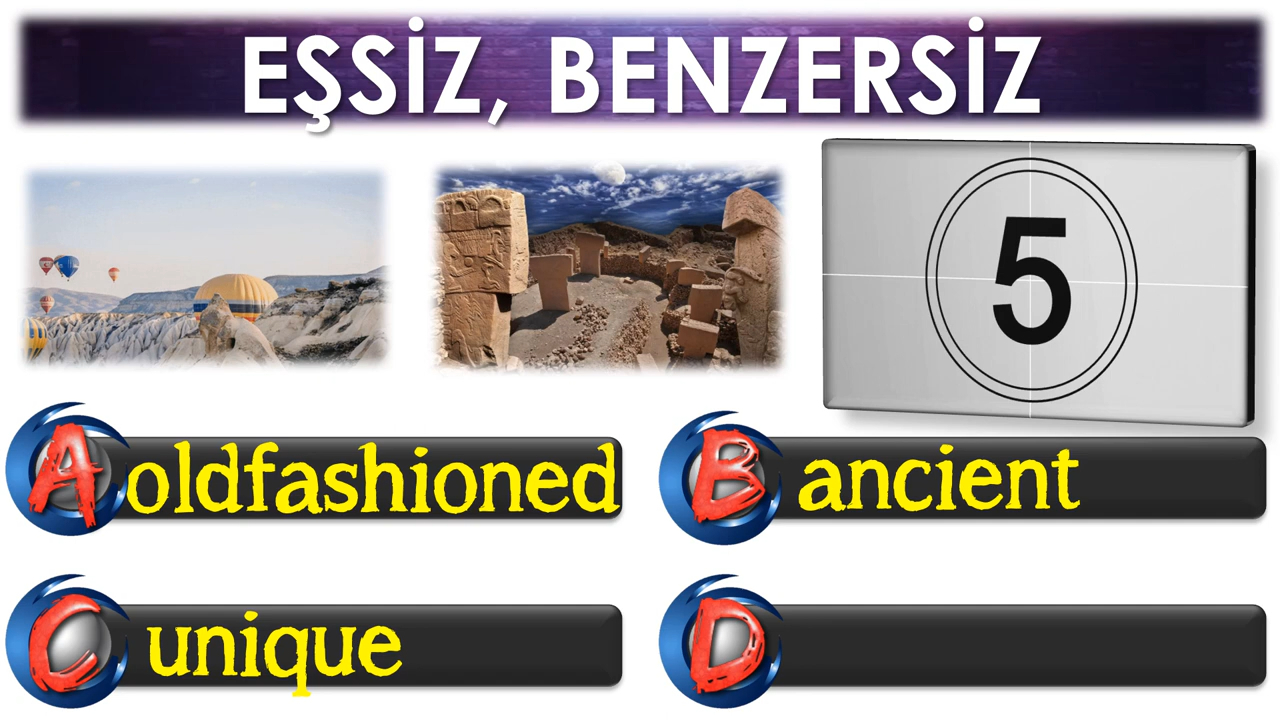 EŞSİZ, BENZERSİZ
5
A oldfashioned
B ancient
C unique
D